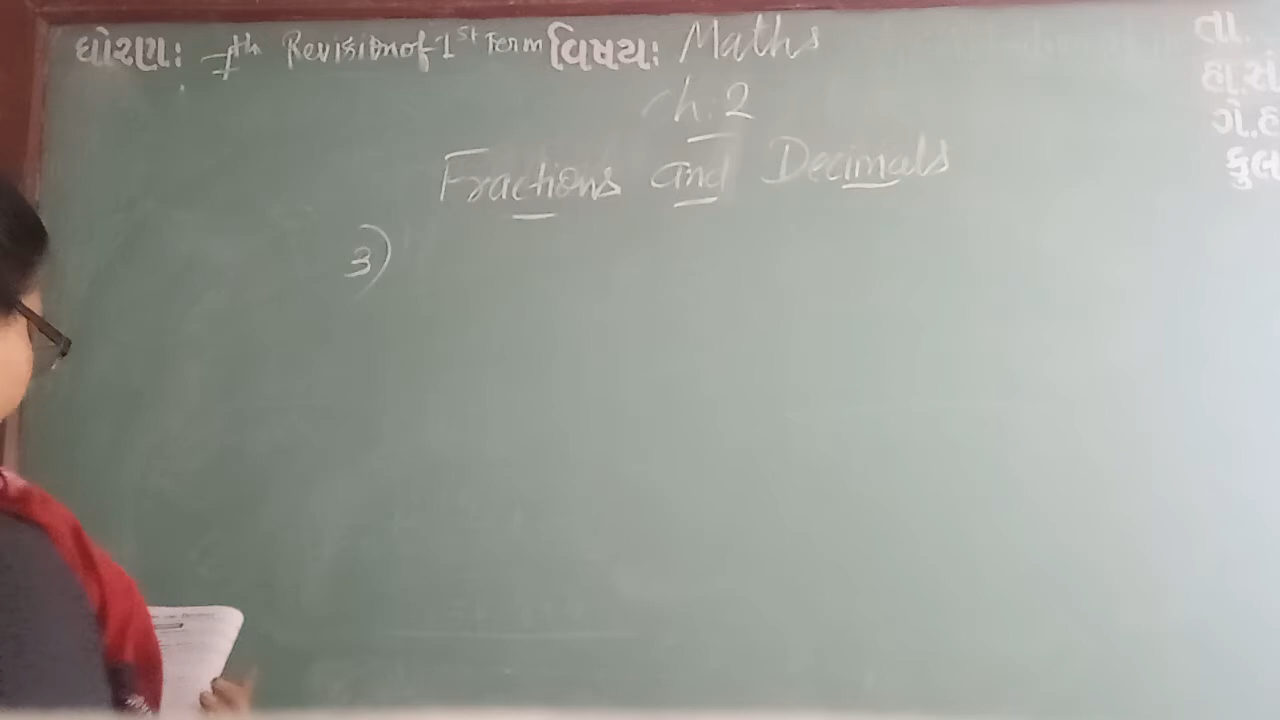 ધોરણ: 7th Revision of 1st Term વિષય: Maths
ch. 2
Fractions and Decimals
3)
તા.
હા.સં
ગે.હ
કુલ